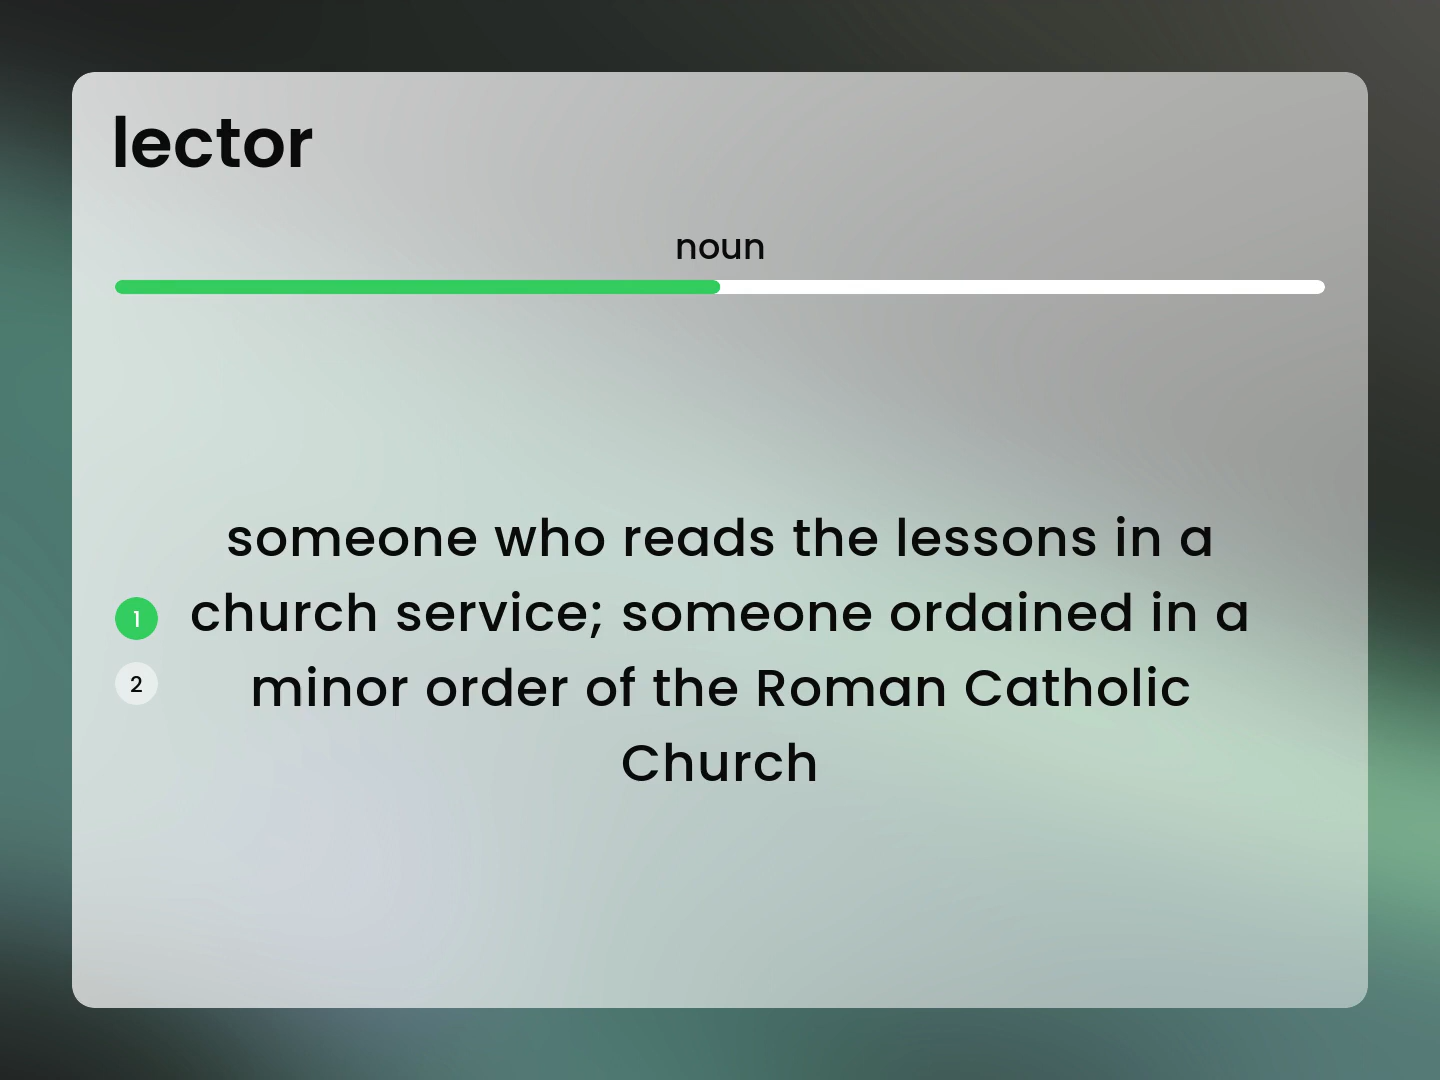 lector
noun
someone who reads the lessons in a
church service; someone ordained in a
minor order of the Roman Catholic
Church
1
2